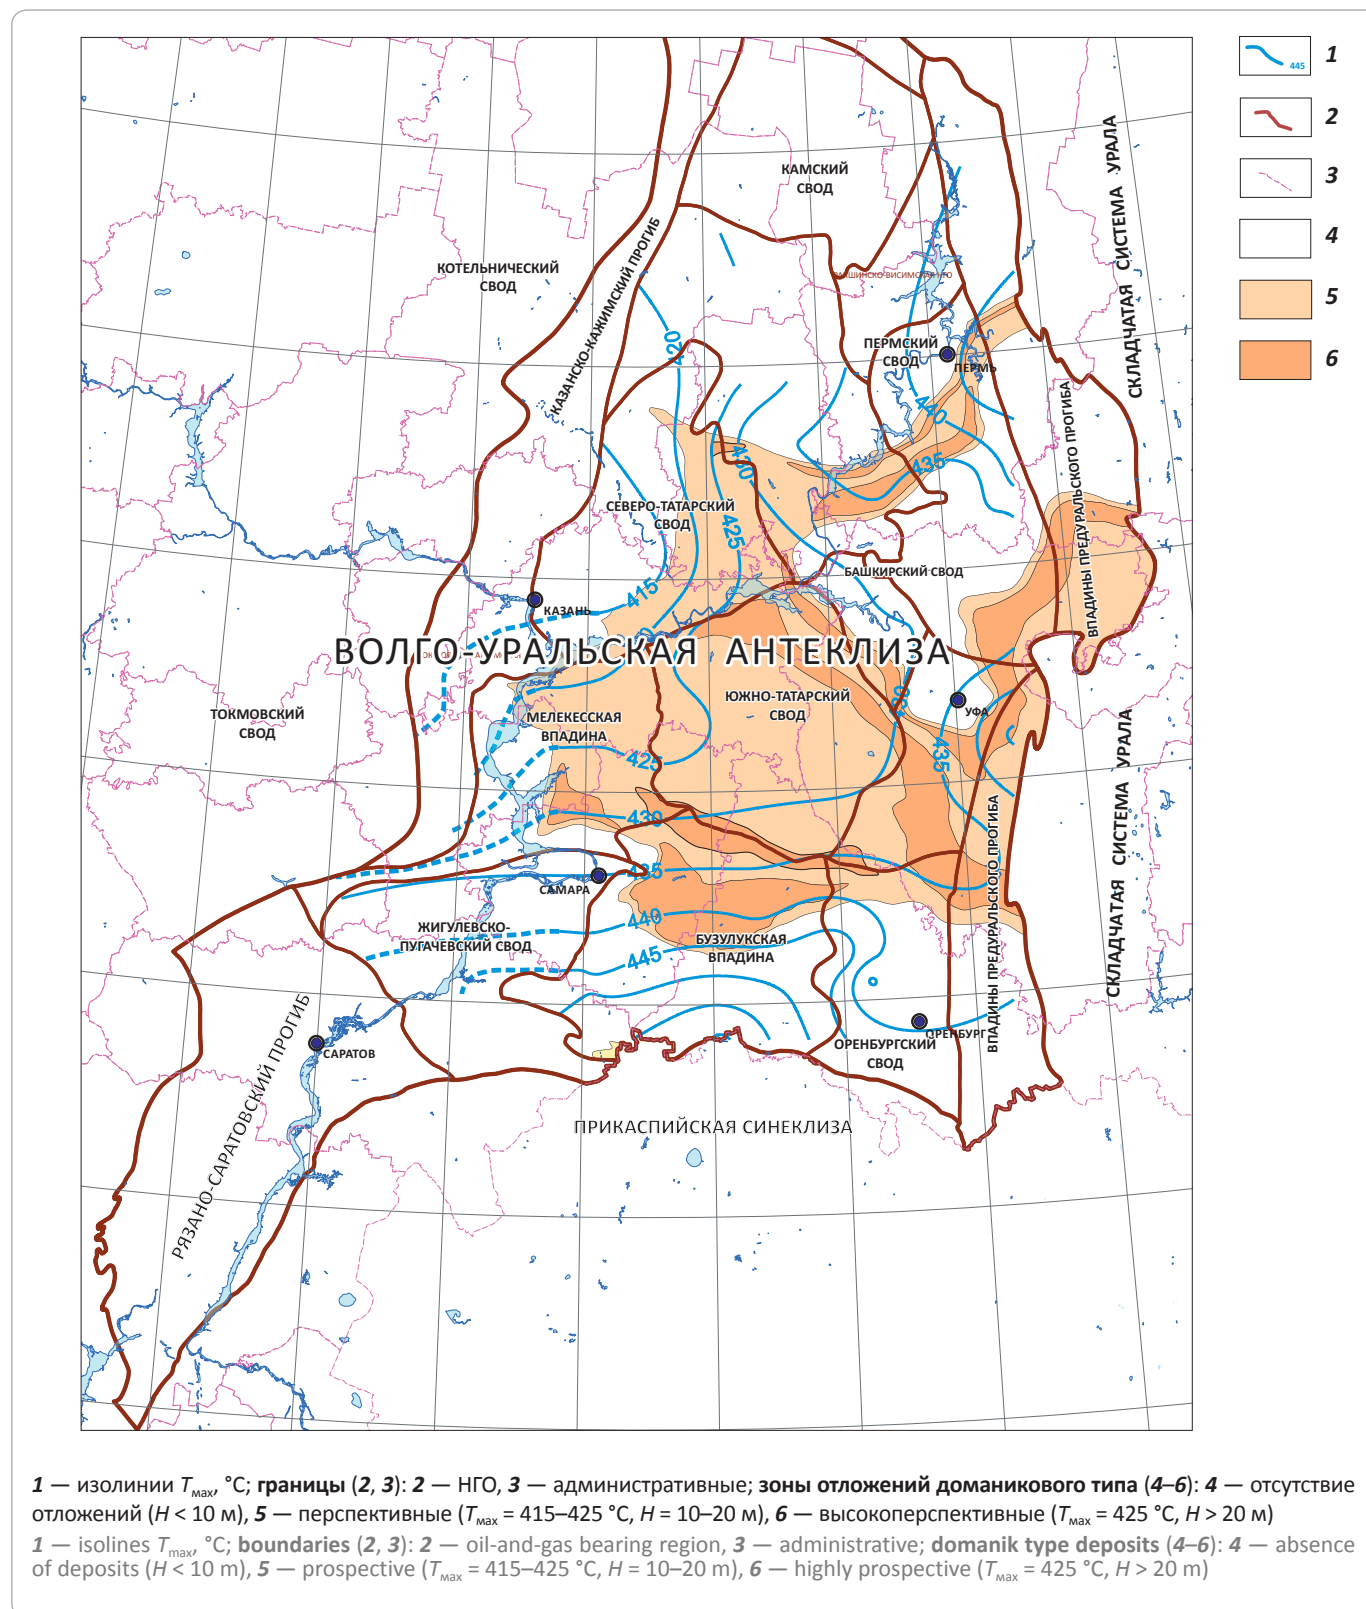 445
1
2
3
4
5
6
КАМСКИЙ
СВОД
КОТЕЛЬНИЧЕСКИЙ
СВОД
КАЗАНСКО-КАЖИМСКИЙ ПРОГИБ
СКЛАДЧАТАЯ СИСТЕМА УРАЛА
420
ПЕРМСКИЙ
СВОД
ПЕРМЬ
440
435
430
425
СЕВЕРО-ТАТАРСКИЙ
СВОД
ВПАДИНЫ ПРЕДУРАЛЬСКОГО ПРОГИБА
БАШКИРСКИЙ СВОД
415
КАЗАНЬ
ВОЛГО-УРАЛЬСКАЯ АНТЕКЛИЗА
ТОКМОВСКИЙ
СВОД
МЕЛЕКЕССКАЯ
ВПАДИНА
ЮЖНО-ТАТАРСКИЙ
СВОД
УФА
435
425
430
СКЛАДЧАТАЯ СИСТЕМА УРАЛА
ВПАДИНЫ ПРЕДУРАЛЬСКОГО ПРОГИБА
435
САМАРА
440
ЖИГУЛЕВСКО-
ПУГАЧЕВСКИЙ СВОД
445
БУЗУЛУКСКАЯ
ВПАДИНА
ОРЕНБУРГ
ОРЕНБУРГСКИЙ
СВОД
САРАТОВ
РЯЗАНО-САРАТОВСКИЙ ПРОГИБ
ПРИКАСПИЙСКАЯ СИНЕКЛИЗА
1 — изолинии Tмах, °С; границы (2, 3): 2 — НГО, 3 — административные; зоны отложений доманикового типа (4–6): 4 — отсутствие
отложений (H < 10 м), 5 — перспективные (Tмах = 415–425 °С, H = 10–20 м), 6 — высокоперспективные (Tмах = 425 °С, H > 20 м)
1 — isolines Tmax, °C; boundaries (2, 3): 2 — oil-and-gas bearing region, 3 — administrative; domanik type deposits (4–6): 4 — absence
of deposits (H < 10 m), 5 — prospective (Tмах = 415–425 °C, H = 10–20 m), 6 — highly prospective (Tмах = 425 °C, H > 20 m)